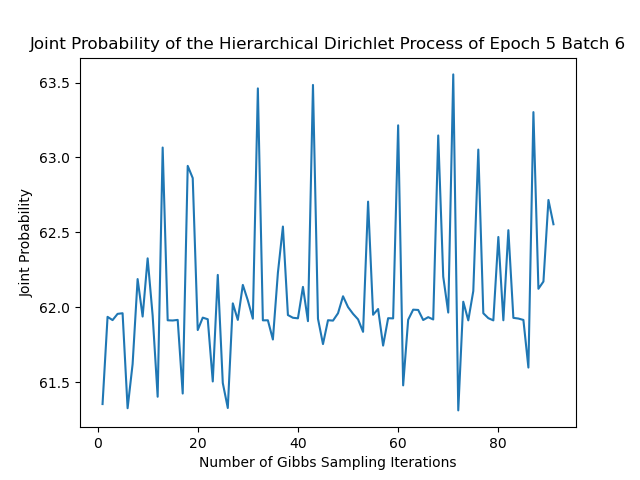 Joint Probability of the Hierarchical Dirichlet Process of Epoch 5 Batch 6
Joint Probability
63.5
63.0
62.5
62.0
61.5
0 20 40 60 80
Number of Gibbs Sampling Iterations